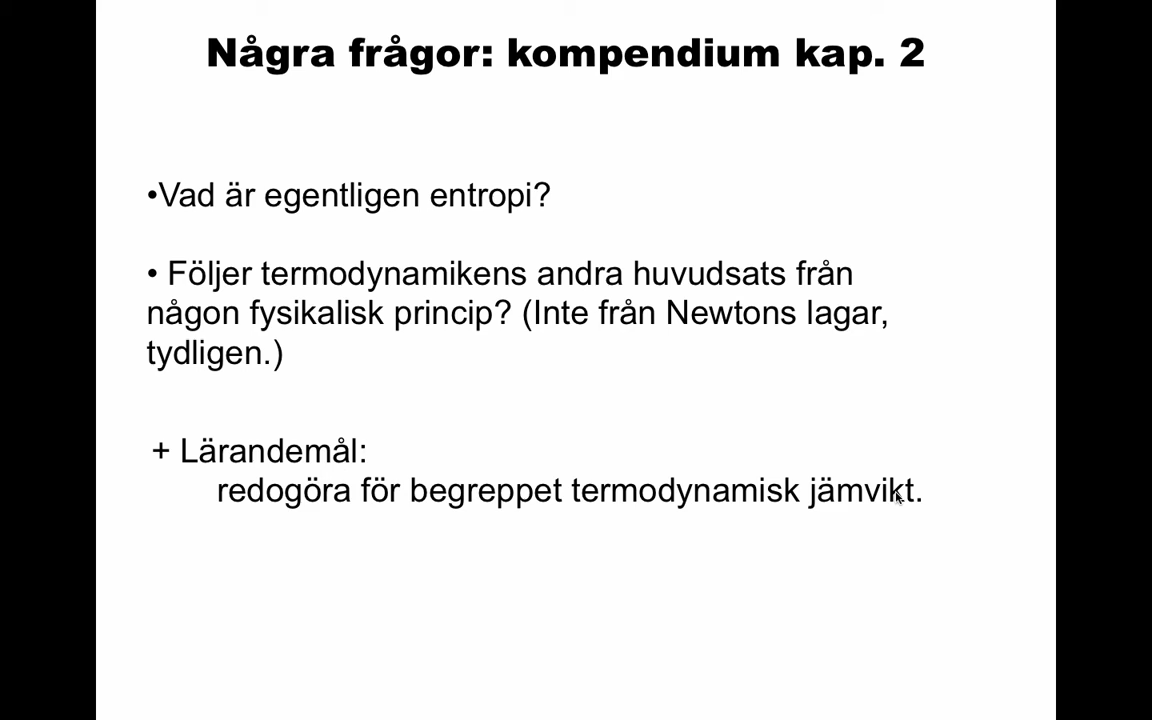 Några frågor: kompendium kap. 2
•Vad är egentligen entropi?
• Följer termodynamikens andra huvudsats från
någon fysikalisk princip? (Inte från Newtons lagar,
tydligen.)
+ Lärandemål:
redogöra för begreppet termodynamisk jämvikt.